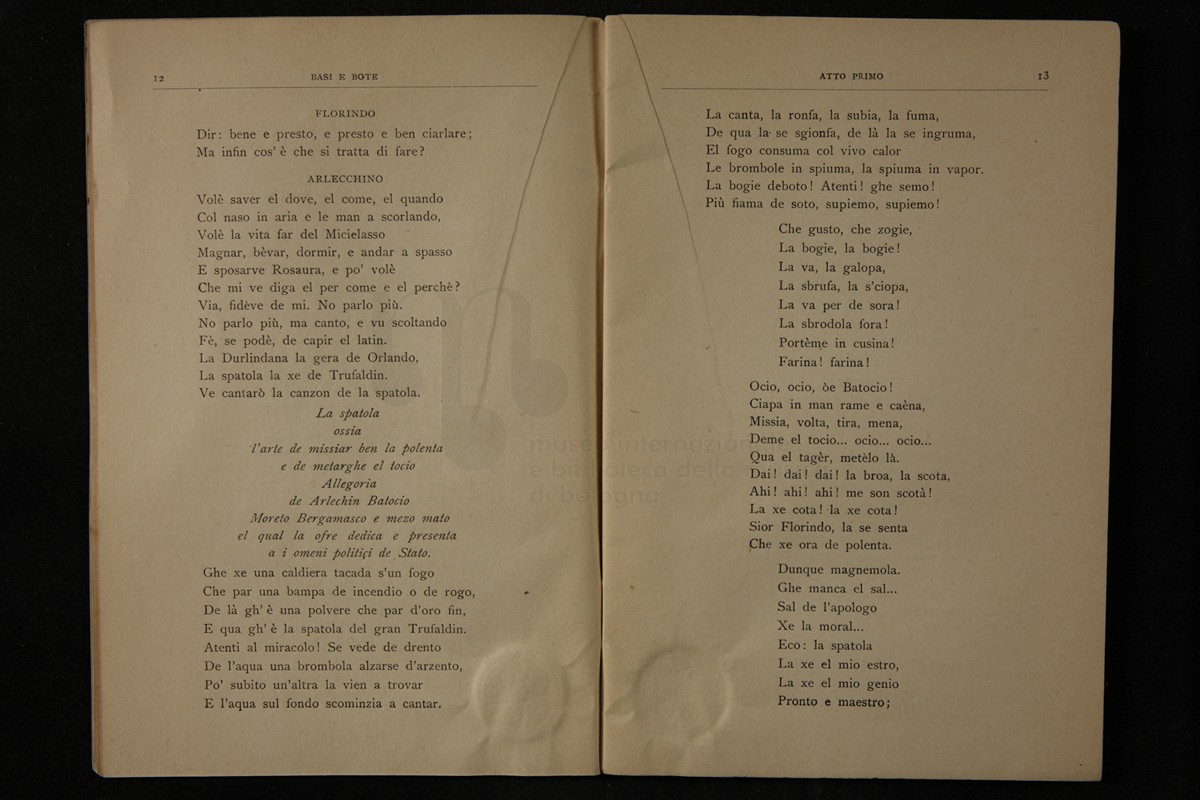 12
BASI E BOTE
FLORINDO
Dir: bene e presto, e presto e ben ciarlare;
Ma infin cos' è che si tratta di fare?
ARLECCHINO
Volè saver el dove, el come, el quando
Col naso in aria e le man a scorlando,
Volè la vita far del Micielasso
Magnar, bèvar, dormir, e andar a spasso
E sposarve Rosaura, e po' volè
Che mi ve diga el per come e el perchè?
Via, fidève de mi. No parlo più.
No parlo più, ma canto, e vu scoltando
Fè, se podè, de capir el latin.
La Durlindana la gera de Orlando,
La spatola la xe de Trufaldin.
Ve cantarò la canzon de la spatola.
La spatola
ossia
l'arte de missiar ben la polenta
e de metarghe el tocio
Allegoria
de Arlechin Batocio
Moreto Bergamasco e mezo mato
el qual la ofre dedica e presenta
a i omeni politiçi de Stato.
Ghe xe una caldiera tacada s'un fogo
Che par una bampa de incendio o de rogo,
De là gh' è una polvere che par d'oro fin,
E qua gh' è la spatola del gran Trufaldin.
Atenti al miracolo! Se vede de drento
De l'aqua una brombola alzarse d'arzento,
Po' subito un'altra la vien a trovar
E l'aqua sul fondo scominzia a cantar.
ATTO PRIMO
13
La canta, la ronfa, la subia, la fuma,
De qua la se sgionfa, de là la se ingruma,
El fogo consuma col vivo calor
Le brombole in spiuma, la spiuma in vapor.
La bogie deboto! Atenti! ghe semo!
Più fiama de soto, supiemo, supiemo!
Che gusto, che zogie,
La bogie, la bogie!
La va, la galopa,
La sbrufa, la s'ciopa,
La va per de sora!
La sbrodola fora!
Portème in cusina!
Farina! farina!
Ocio, ocio, òe Batocio!
Ciapa in man rame e caèna,
Missia, volta, tira, mena,
Deme el tocio... ocio... ocio...
Qua el tagèr, metèlo là.
Dai! dai! dai! la broa, la scota,
Ahi! ahi! ahi! me son scotà!
La xe cota! la xe cota!
Sior Florindo, la se senta
Che xe ora de polenta.
Dunque magnemola.
Ghe manca el sal...
Sal de l'apologo
Xe la moral...
Eco: la spatola
La xe el mio estro,
La xe el mio genio
Pronto e maestro;
museo internazion
e biblioteca della
di bologna